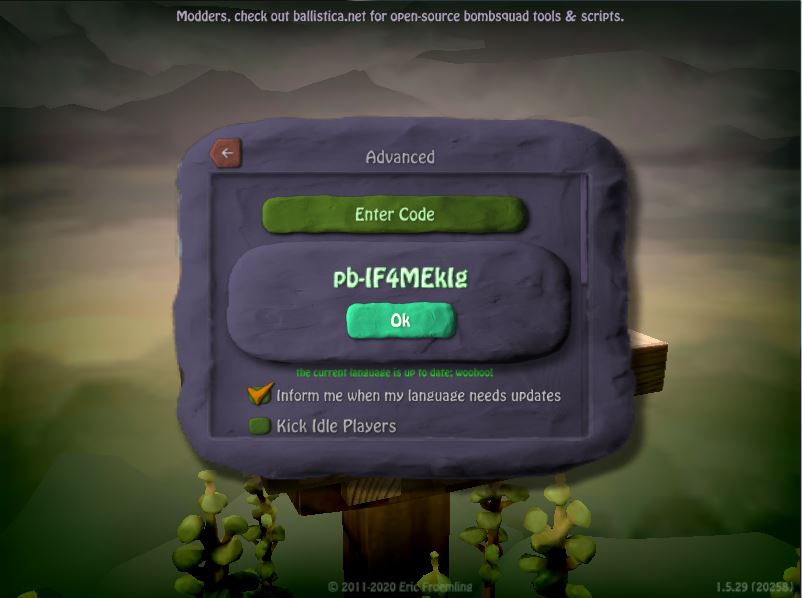 Modders, check out ballistica.net for open-source bombsquad tools & scripts.
Advanced
Enter Code
pb-IF4MEkIg
Ok
the current language is up to date; woohoo!
Inform me when my language needs updates
Kick Idle Players
© 2011-2020 Eric Froemling
1.5.29 (20258)